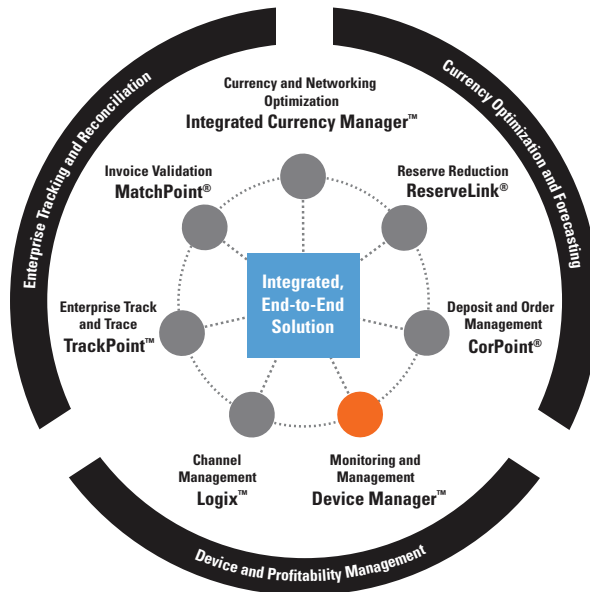 Enterprise Tracking and Reconciliation
Currency Optimization and Forecasting
Currency and Networking
Optimization
Integrated Currency Manager™
Invoice Validation
MatchPoint®
Reserve Reduction
ReserveLink®
Integrated,
End-to-End
Solution
Enterprise Track
and Trace
TrackPoint™
Deposit and Order
Management
CorPoint®
Channel
Management
Logix™
Monitoring and
Management
Device Manager™
Device and Profitability Management